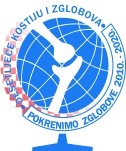 DESETLJEĆE KOSTIJU I ZGLOBOVA
POKRENIMO ZGLOBOVE 2010. - 2020.